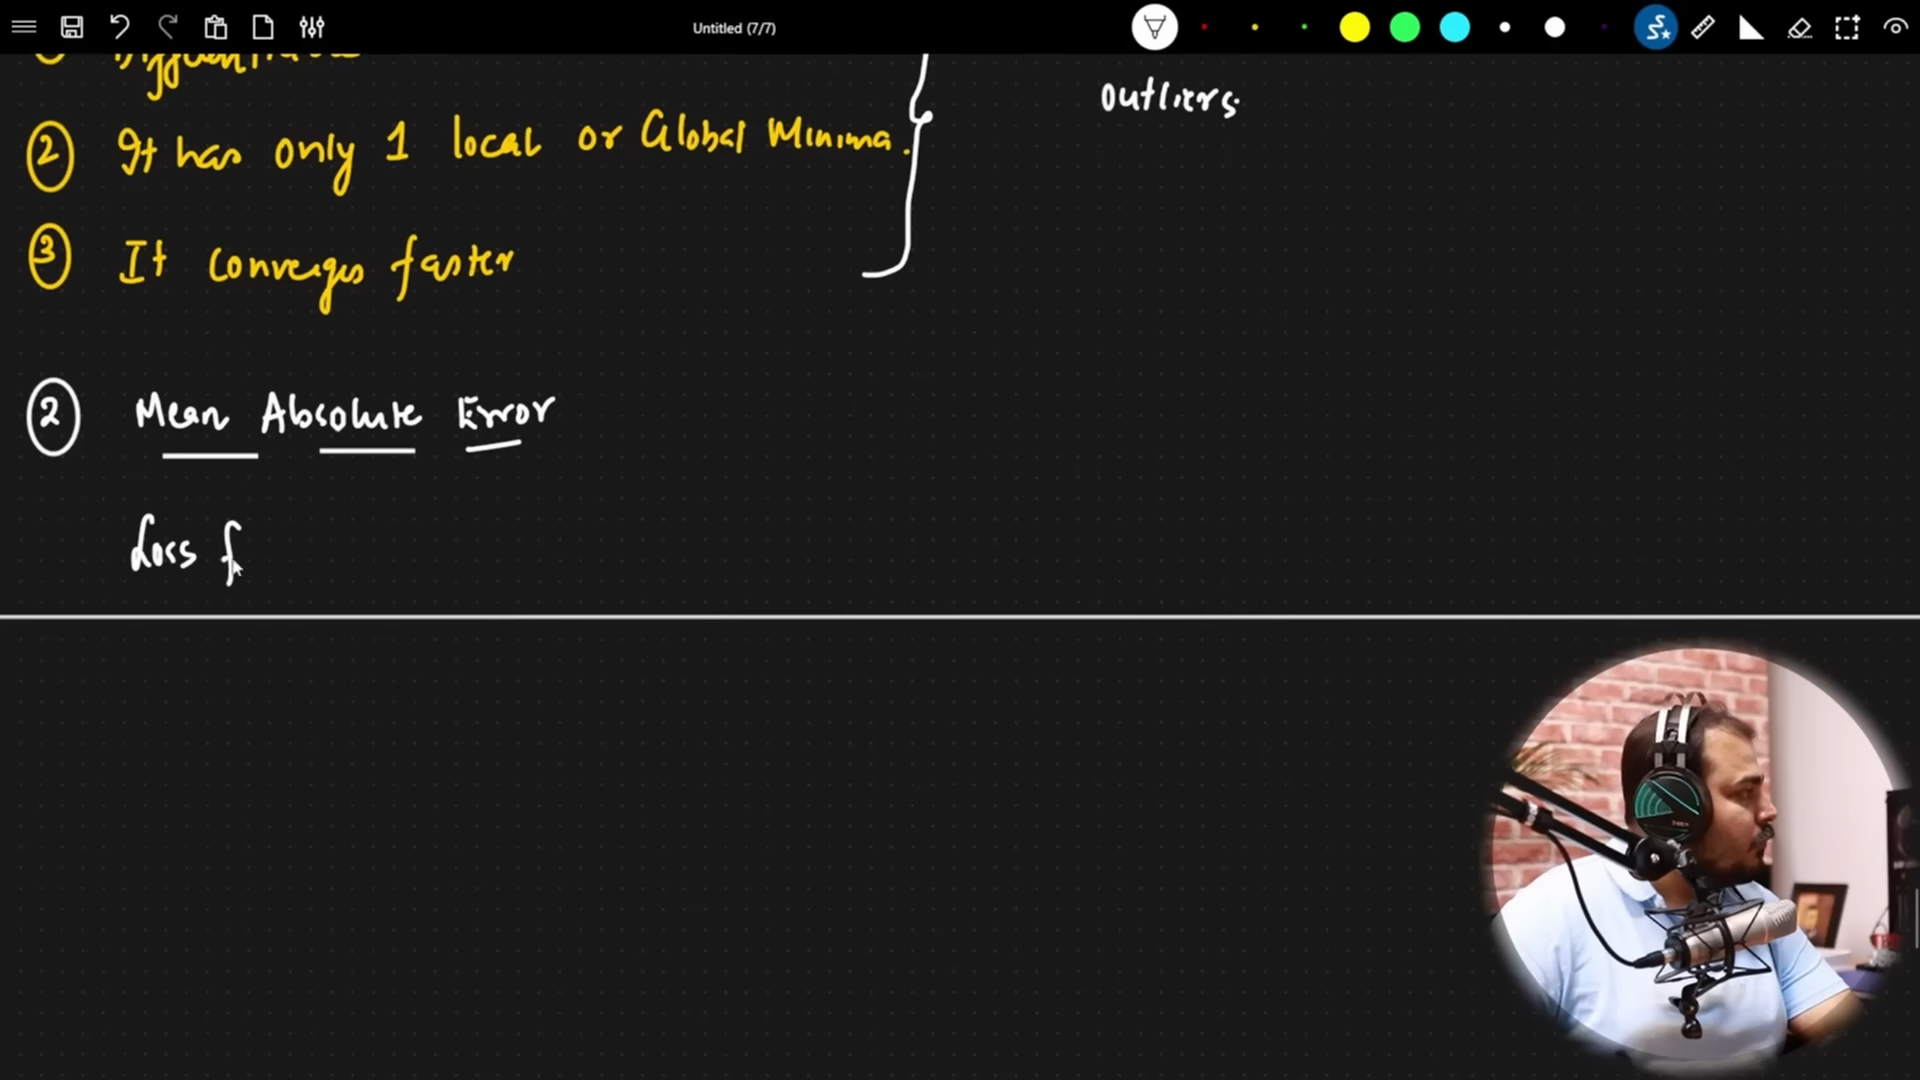 Untitled (7/7)
outliers.
② It has only 1 local or Global Minima.
③ It Converges faster
② Mean Absolute Error
Loss f